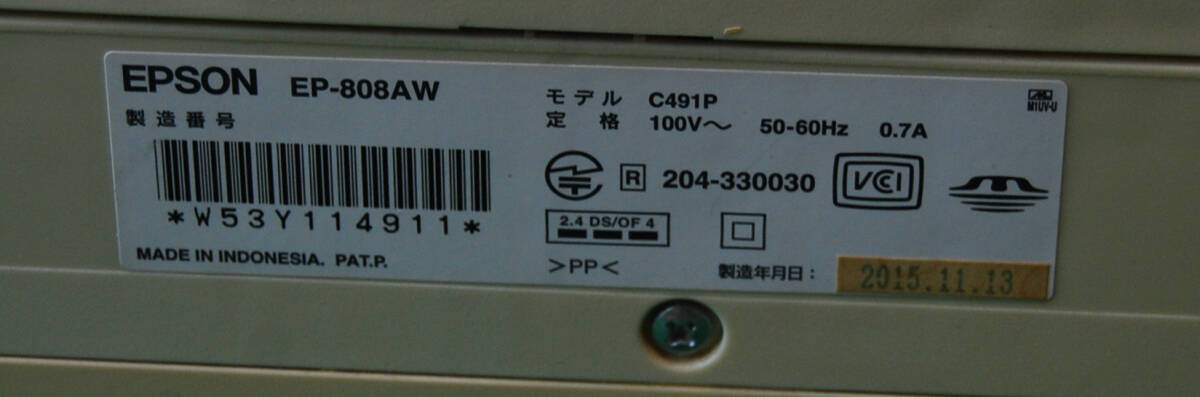 EPSON EP-808AW
製造番号
*W53Y114911*
MADE IN INDONESIA. PAT.P.
モデル C491P
定格 100V〜 50-60Hz 0.7A
R 204-330030 VCCI
2.4 DS/OF 4
>PP<
製造年月日: 2015.11.13
M1UV-U